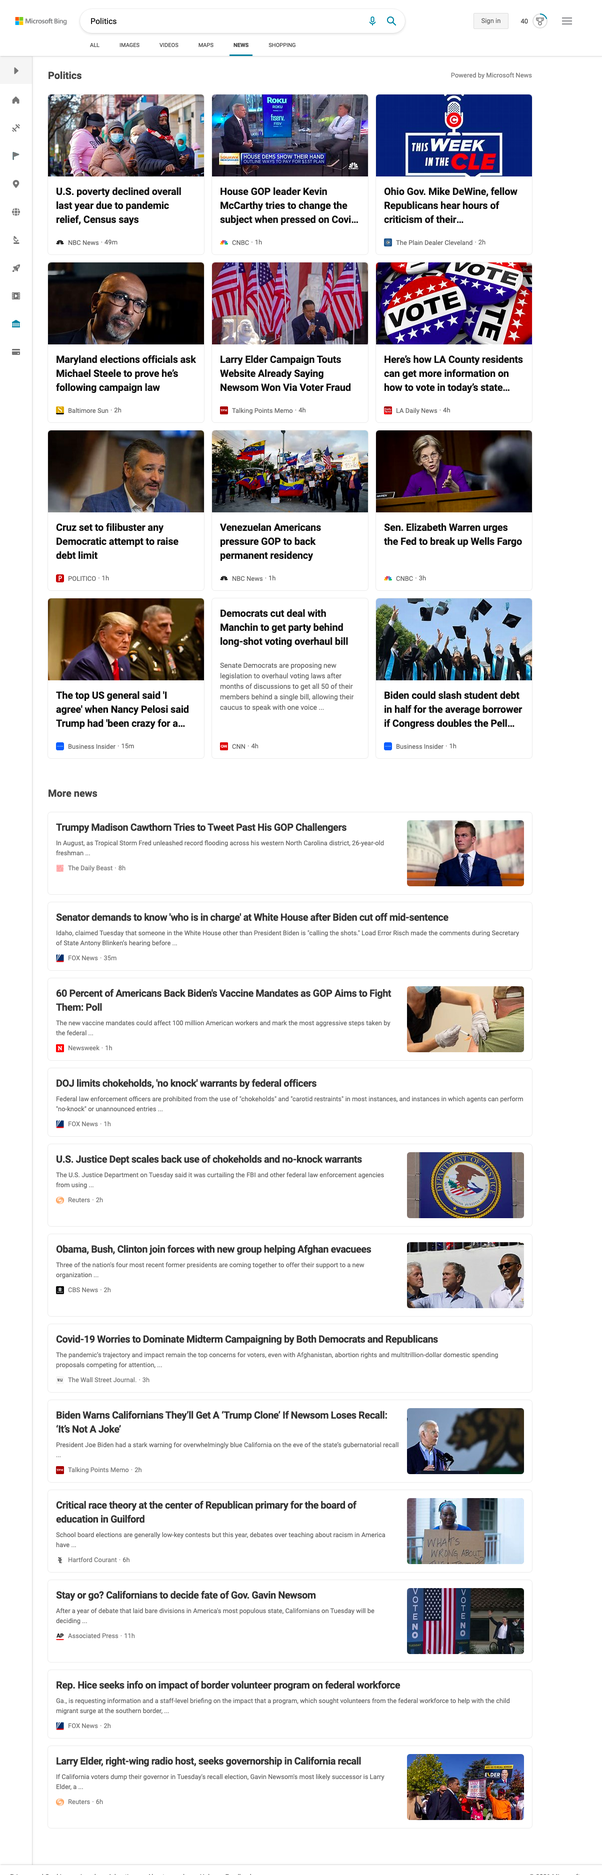 Microsoft Bing
Politics
Sign in
40
ALL
IMAGES
VIDEOS
MAPS
NEWS
SHOPPING
Politics
Powered by Microsoft News
U.S. poverty declined overall
last year due to pandemic
relief, Census says
NBC News · 49m
ROKU
fiserv.
HOUSE DEMS SHOW THEIR HAND
House GOP leader Kevin
McCarthy tries to change the
subject when pressed on Covi...
CNBC · 1h
THIS WEEK
IN THE CLE
Ohio Gov. Mike DeWine, fellow
Republicans hear hours of
criticism of their...
The Plain Dealer Cleveland · 2h
Maryland elections officials ask
Michael Steele to prove he's
following campaign law
Baltimore Sun · 2h
Larry Elder Campaign Touts
Website Already Saying
Newsom Won Via Voter Fraud
Talking Points Memo · 4h
VOTE
VOTE
Here's how LA County residents
can get more information on
how to vote in today's state...
LA Daily News · 4h
Cruz set to filibuster any
Democratic attempt to raise
debt limit
POLITICO · 1h
Venezuelan Americans
pressure GOP to back
permanent residency
NBC News · 1h
Sen. Elizabeth Warren urges
the Fed to break up Wells Fargo
CNBC · 3h
The top US general said 'I
agree' when Nancy Pelosi said
Trump had 'been crazy for a...
Business Insider · 15m
Democrats cut deal with
Manchin to get party behind
long-shot voting overhaul bill
Senate Democrats are proposing new
legislation to overhaul voting laws after
months of discussions to get all 50 of their
members behind a single bill, allowing their
caucus to speak with one voice ...
CNN · 4h
Biden could slash student debt
in half for the average borrower
if Congress doubles the Pell...
Business Insider · 1h
More news
Trumpy Madison Cawthorn Tries to Tweet Past His GOP Challengers
In August, as Tropical Storm Fred unleashed record flooding across his western North Carolina district, 26-year-old
freshman ...
The Daily Beast · 8h
Senator demands to know 'who is in charge' at White House after Biden cut off mid-sentence
Idaho, claimed Tuesday that someone in the White House other than President Biden is "calling the shots." Load Error Risch made the comments during Secretary
of State Antony Blinken's hearing before ...
FOX News · 35m
60 Percent of Americans Back Biden's Vaccine Mandates as GOP Aims to Fight
Them: Poll
The new vaccine mandates could affect 100 million American workers and mark the most aggressive steps taken by
the federal ...
Newsweek · 1h
DOJ limits chokeholds, 'no knock' warrants by federal officers
Federal law enforcement officers are prohibited from the use of "chokeholds" and "carotid restraints" in most instances, and instances in which agents can perform
"no-knock" or unannounced entries ...
FOX News · 1h
U.S. Justice Dept scales back use of chokeholds and no-knock warrants
The U.S. Justice Department on Tuesday said it was curtailing the FBI and other federal law enforcement agencies
from using ...
Reuters · 2h
Obama, Bush, Clinton join forces with new group helping Afghan evacuees
Three of the nation's four most recent former presidents are coming together to offer their support to a new
organization ...
CBS News · 2h
Covid-19 Worries to Dominate Midterm Campaigning by Both Democrats and Republicans
The pandemic's trajectory and impact remain the top concerns for voters, even with Afghanistan, abortion rights and multitrillion-dollar domestic spending
proposals competing for attention, ...
The Wall Street Journal. · 3h
Biden Warns Californians They'll Get A 'Trump Clone' If Newsom Loses Recall:
'It's Not A Joke'
President Joe Biden had a stark warning for overwhelmingly blue California on the eve of the state's gubernatorial recall
...
Talking Points Memo · 2h
Critical race theory at the center of Republican primary for the board of
education in Guilford
School board elections are generally low-key contests but this year, debates over teaching about racism in America
have ...
Hartford Courant · 6h
WHAT'S
WRONG ABOUT
Stay or go? Californians to decide fate of Gov. Gavin Newsom
After a year of debate that laid bare divisions in America's most populous state, Californians on Tuesday will be
deciding ...
AP
Associated Press · 11h
VOTE NO
VOTE NO
Rep. Hice seeks info on impact of border volunteer program on federal workforce
Ga., is requesting information and a staff-level briefing on the impact that a program, which sought volunteers from the federal workforce to help with the child
migrant surge at the southern border, ...
FOX News · 2h
Larry Elder, right-wing radio host, seeks governorship in California recall
If California voters dump their governor in Tuesday's recall election, Gavin Newsom's most likely successor is Larry
Elder, a ...
Reuters · 6h
ELDER